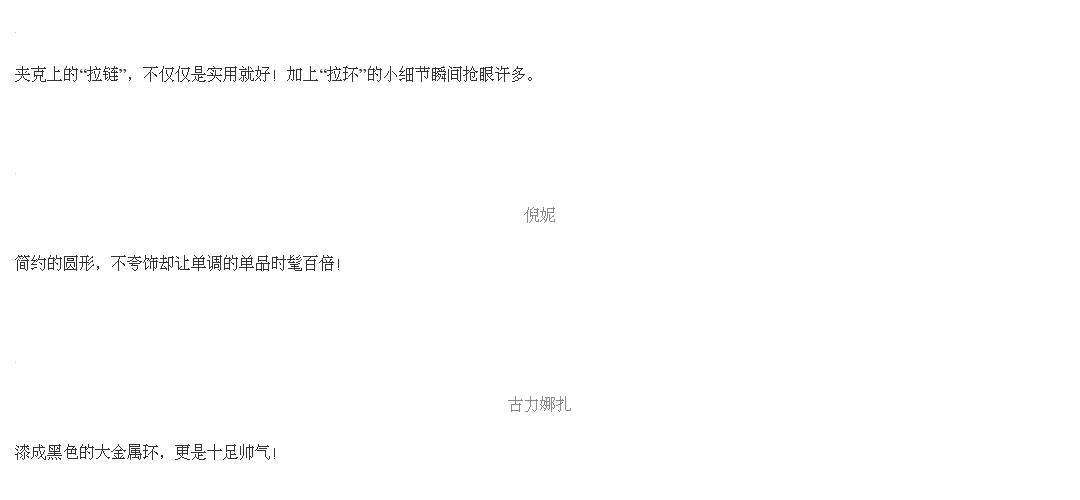 夹克上的“拉链”，不仅仅是实用就好！加上“拉环”的小细节瞬间抢眼许多。
倪妮
简约的圆形，不夸饰却让单调的单品时髦百倍！
古力娜扎
漆成黑色的大金属环，更是十足帅气！